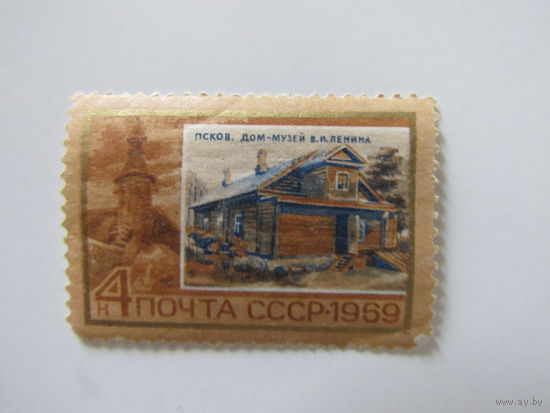 ПСКОВ. ДОМ-МУЗЕЙ В.И.ЛЕНИНА
4к ПОЧТА СССР·1969
© www.ay.by